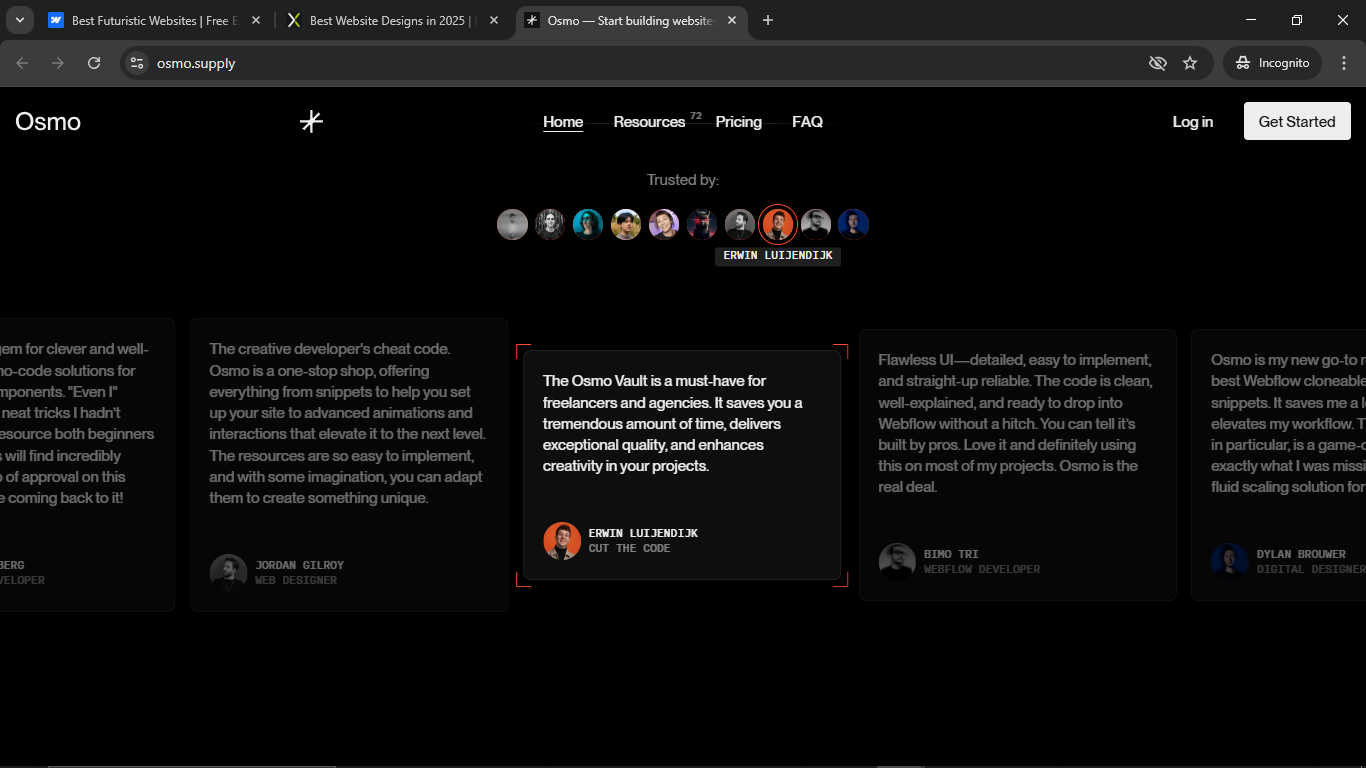 Best Futuristic Websites | Free E
Best Website Designs in 2025 |
Osmo — Start building websites
osmo.supply
Incognito
Osmo
Home
Resources 72
Pricing
FAQ
Log in
Get Started
Trusted by:
ERWIN LUIJENDIJK
gem for clever and well-
no-code solutions for
mponents. "Even I"
neat tricks I hadn't
esource both beginners
s will find incredibly
p of approval on this
e coming back to it!
BERG
VELOPER
The creative developer's cheat code.
Osmo is a one-stop shop, offering
everything from snippets to help you set
up your site to advanced animations and
interactions that elevate it to the next level.
The resources are so easy to implement,
and with some imagination, you can adapt
them to create something unique.
JORDAN GILROY
WEB DESIGNER
The Osmo Vault is a must-have for
freelancers and agencies. It saves you a
tremendous amount of time, delivers
exceptional quality, and enhances
creativity in your projects.
ERWIN LUIJENDIJK
CUT THE CODE
Flawless UI—detailed, easy to implement,
and straight-up reliable. The code is clean,
well-explained, and ready to drop into
Webflow without a hitch. You can tell it's
built by pros. Love it and definitely using
this on most of my projects. Osmo is the
real deal.
BIMO TRI
WEBFLOW DEVELOPER
Osmo is my new go-to r
best Webflow cloneable
snippets. It saves me a l
elevates my workflow. T
in particular, is a game-c
exactly what I was missi
fluid scaling solution for
DYLAN BROUWER
DIGITAL DESIGNER